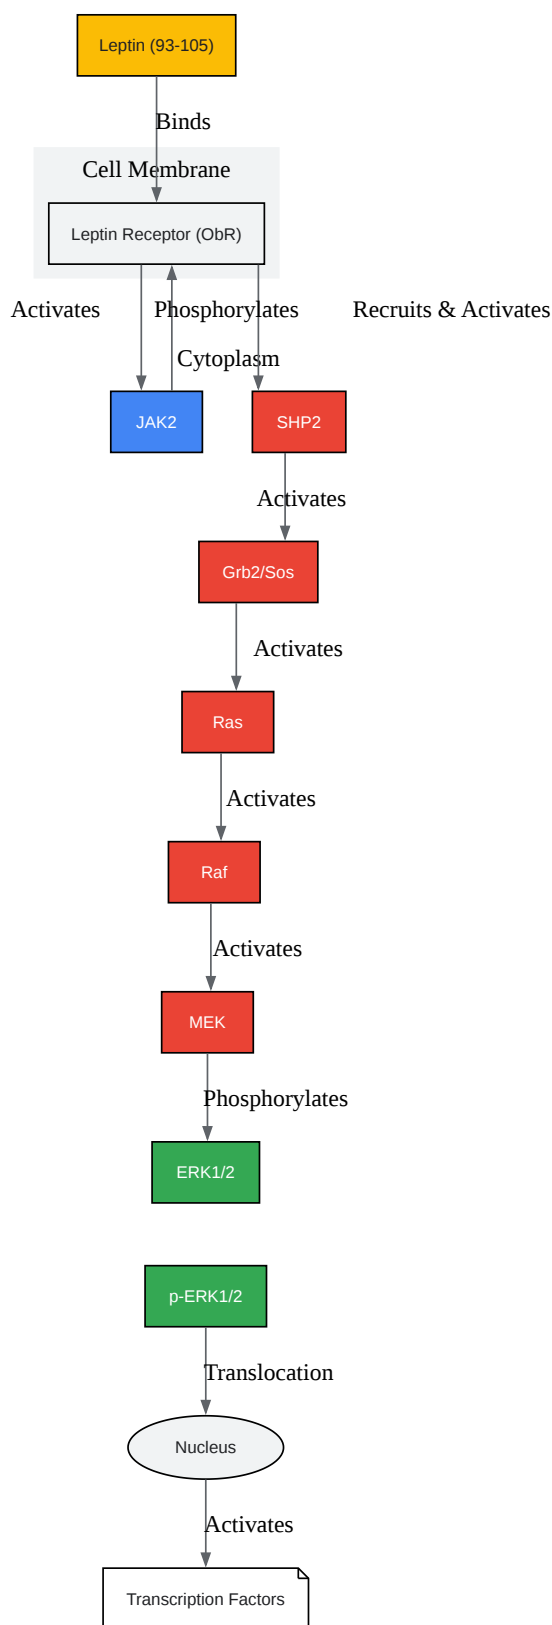 Leptin (93-105)
Binds
Cell Membrane
Leptin Receptor (ObR)
Activates
Phosphorylates
Recruits & Activates
Cytoplasm
JAK2
SHP2
Activates
Grb2/Sos
Activates
Ras
Activates
Raf
Activates
MEK
Phosphorylates
ERK1/2
p-ERK1/2
Translocation
Nucleus
Activates
Transcription Factors